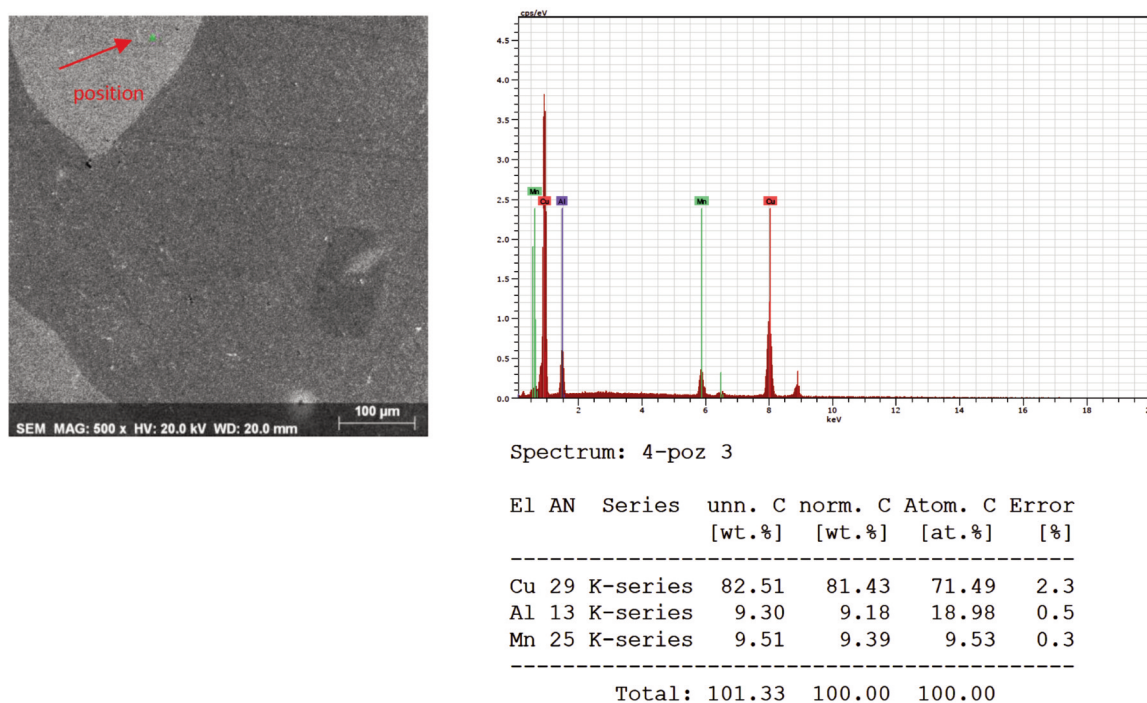 position
100 µm
SEM MAG: 500 x HV: 20.0 kV WD: 20.0 mm
cps/eV
4.5
4.0
3.5
3.0
2.5
2.0
1.5
1.0
0.5
0.0
Mn Cu Al Mn Cu
2 4 6 8 10 12 14 16 18
keV
Spectrum: 4-poz 3
El AN Series unn. C norm. C Atom. C Error
[wt.%] [wt.%] [at.%] [%]
Cu 29 K-series 82.51 81.43 71.49 2.3
Al 13 K-series 9.30 9.18 18.98 0.5
Mn 25 K-series 9.51 9.39 9.53 0.3
Total: 101.33 100.00 100.00